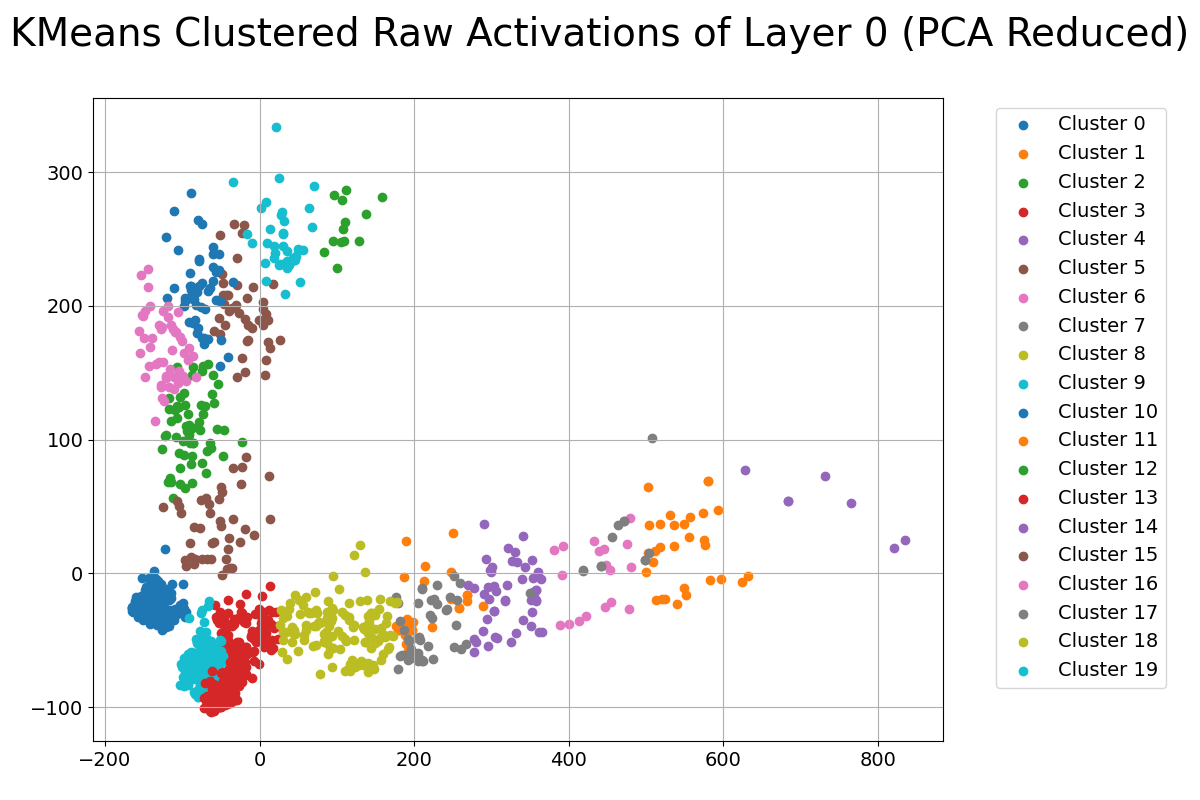 KMeans Clustered Raw Activations of Layer 0 (PCA Reduced)
300
200
100
0
−100
−200
0
200
400
600
800
Cluster 0
Cluster 1
Cluster 2
Cluster 3
Cluster 4
Cluster 5
Cluster 6
Cluster 7
Cluster 8
Cluster 9
Cluster 10
Cluster 11
Cluster 12
Cluster 13
Cluster 14
Cluster 15
Cluster 16
Cluster 17
Cluster 18
Cluster 19